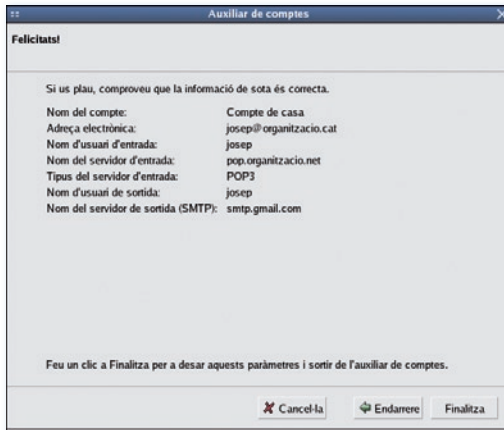 Auxiliar de comptes
Felicitats!
Si us plau, comproveu que la informació de sota és correcta.
Nom del compte: Compte de casa
Adreça electrònica: josep@organitzacio.cat
Nom d'usuari d'entrada: josep
Nom del servidor d'entrada: pop.organitzacio.net
Tipus del servidor d'entrada: POP3
Nom d'usuari de sortida: josep
Nom del servidor de sortida (SMTP): smtp.gmail.com
Feu un clic a Finalitza per a desar aquests paràmetres i sortir de l'auxiliar de comptes.
Cancel·la Endarrere Finalitza